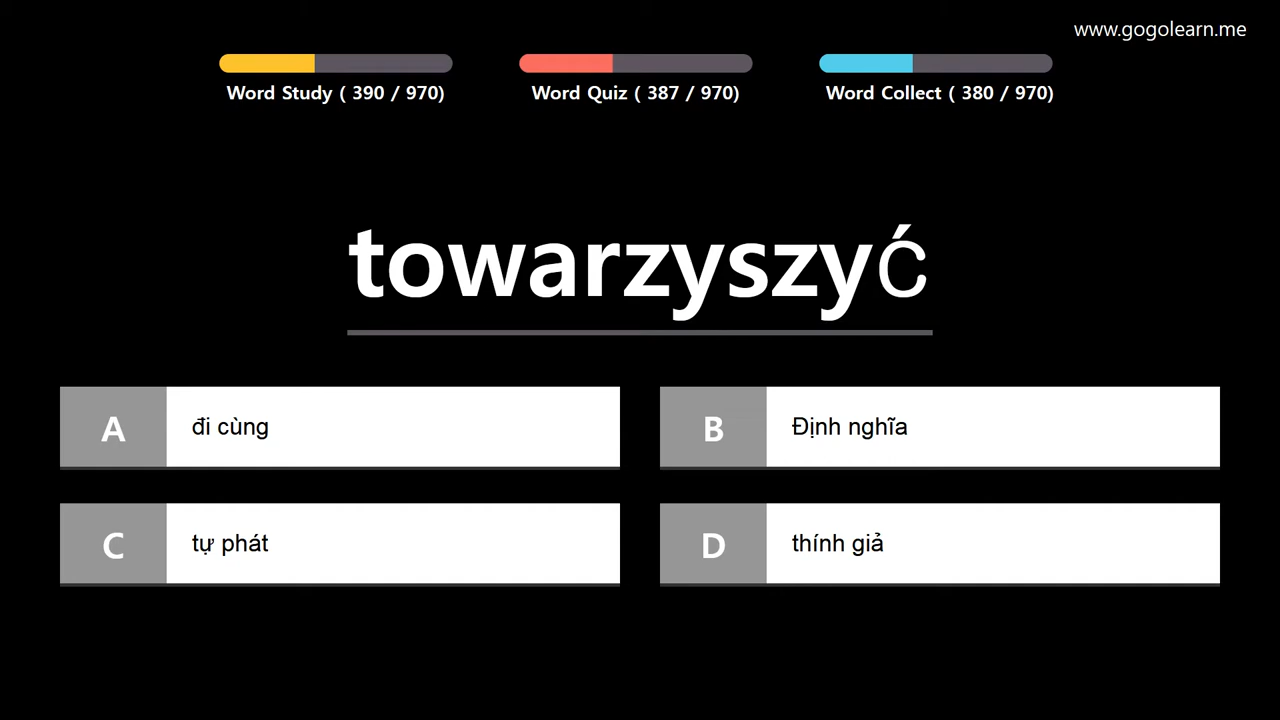 www.gogolearn.me
Word Study ( 390 / 970)
Word Quiz ( 387 / 970)
Word Collect ( 380 / 970)
towarzyszyć
A đi cùng
B Định nghĩa
C tự phát
D thính giả